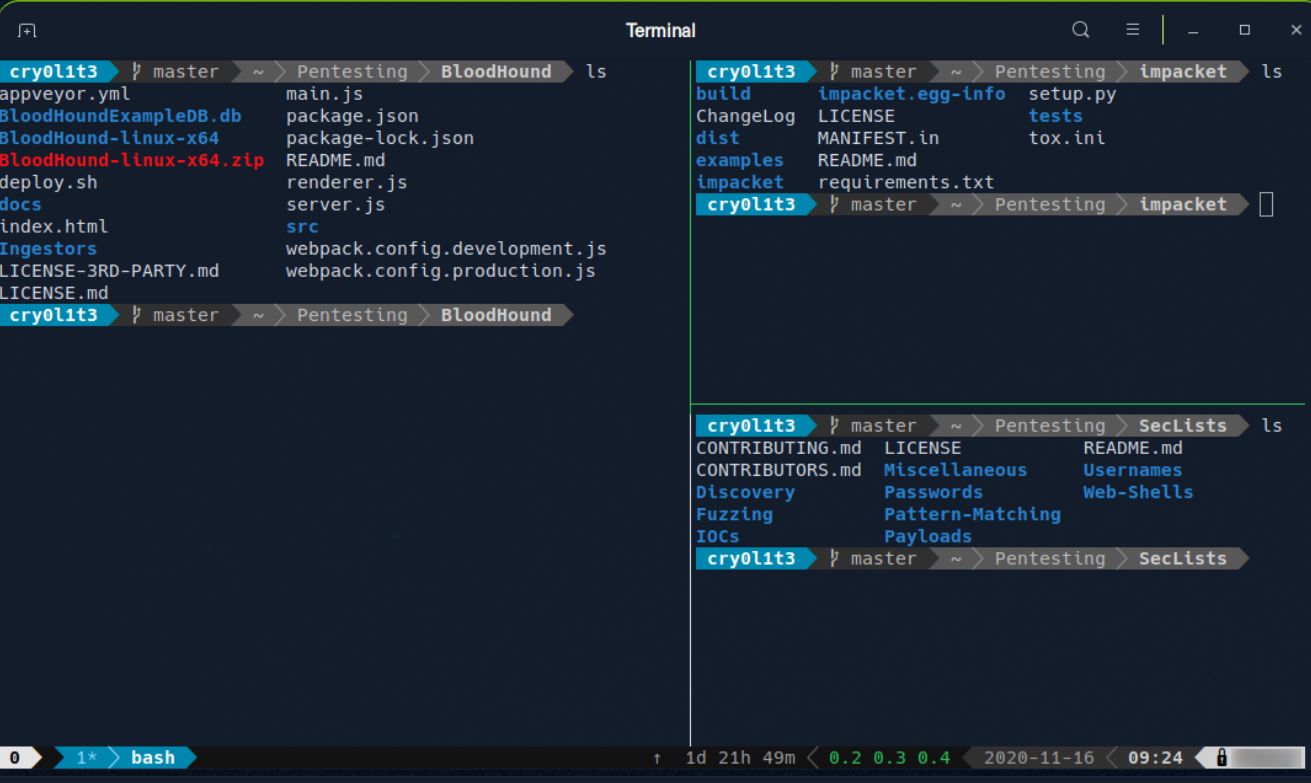 Terminal
cry0l1t3 master ~ Pentesting BloodHound ls
appveyor.yml main.js
BloodHoundExampleDB.db package.json
BloodHound-linux-x64 package-lock.json
BloodHound-linux-x64.zip README.md
deploy.sh renderer.js
docs server.js
index.html src
Ingestors webpack.config.development.js
LICENSE-3RD-PARTY.md webpack.config.production.js
LICENSE.md
cry0l1t3 master ~ Pentesting BloodHound
cry0l1t3 master ~ Pentesting impacket ls
build impacket.egg-info setup.py
ChangeLog LICENSE tests
dist MANIFEST.in tox.ini
examples README.md
impacket requirements.txt
cry0l1t3 master ~ Pentesting impacket
cry0l1t3 master ~ Pentesting SecLists ls
CONTRIBUTING.md LICENSE README.md
CONTRIBUTORS.md Miscellaneous Usernames
Discovery Passwords Web-Shells
Fuzzing Pattern-Matching
IOCs Payloads
cry0l1t3 master ~ Pentesting SecLists
0 1* bash ↑ 1d 21h 49m 0.2 0.3 0.4 2020-11-16 09:24